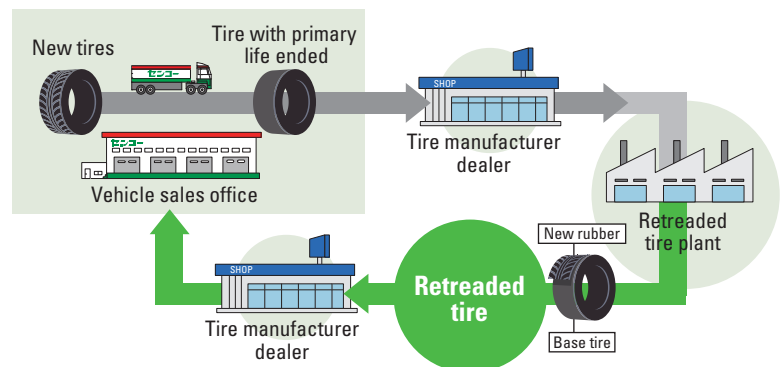 New tires
Tire with primary
life ended
センコー
センコー
Vehicle sales office
SHOP
Tire manufacturer
dealer
Retreaded
tire plant
New rubber
Base tire
Retreaded
tire
SHOP
Tire manufacturer
dealer